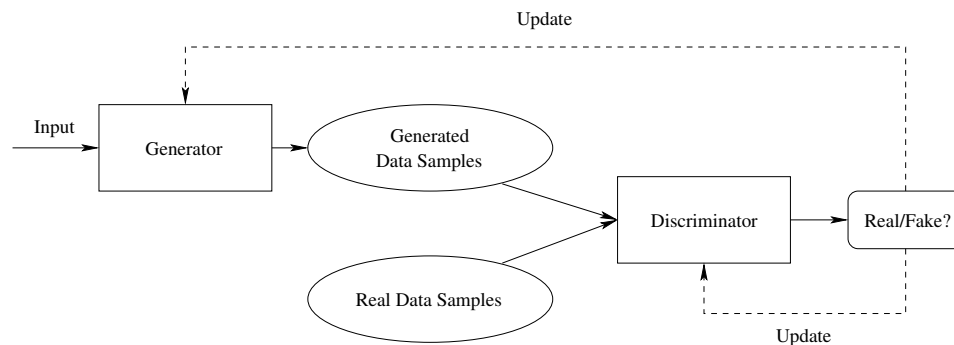 Update
Input
Generator
Generated
Data Samples
Discriminator
Real/Fake?
Real Data Samples
Update